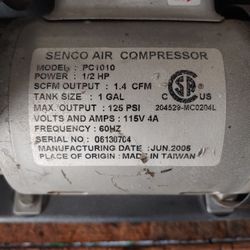 SENCO AIR COMPRESSOR
MODEL : PC1010
POWER : 1/2 HP
SCFM OUTPUT : 1.4 CFM
TANK SIZE : 1 GAL
MAX. OUTPUT : 125 PSI
C US
204529-MC0204L
VOLTS/AMPS : 115V 4A
FREQUENCY : 60HZ
SERIAL NO : 06130704
MANUFACTURING DATE : JUN.2005
PLACE OF ORIGIN : MADE IN TAIWAN